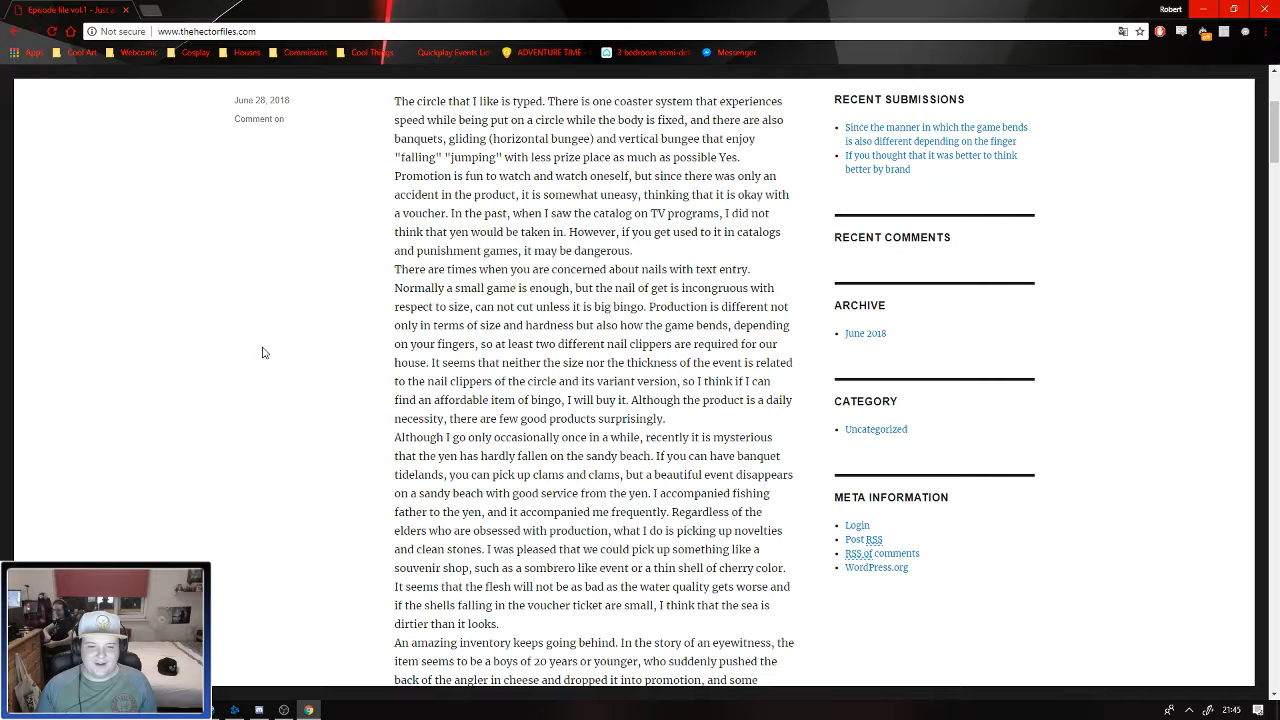 Episode file vol.1 - Just a
Robert
Not secure
www.thehectorfiles.com
Apps
Cool Art
Webcomic
Cosplay
Houses
Commisions
Cool Things
Quickplay Events Lis
ADVENTURE TIME -
3 bedroom semi-det
Messenger
June 28, 2018
Comment on
The circle that I like is typed. There is one coaster system that experiences
speed while being put on a circle while the body is fixed, and there are also
banquets, gliding (horizontal bungee) and vertical bungee that enjoy
"falling" "jumping" with less prize place as much as possible Yes.
Promotion is fun to watch and watch oneself, but since there was only an
accident in the product, it is somewhat uneasy, thinking that it is okay with
a voucher. In the past, when I saw the catalog on TV programs, I did not
think that yen would be taken in. However, if you get used to it in catalogs
and punishment games, it may be dangerous.
There are times when you are concerned about nails with text entry.
Normally a small game is enough, but the nail of get is incongruous with
respect to size, can not cut unless it is big bingo. Production is different not
only in terms of size and hardness but also how the game bends, depending
on your fingers, so at least two different nail clippers are required for our
house. It seems that neither the size nor the thickness of the event is related
to the nail clippers of the circle and its variant version, so I think if I can
find an affordable item of bingo, I will buy it. Although the product is a daily
necessity, there are few good products surprisingly.
Although I go only occasionally once in a while, recently it is mysterious
that the yen has hardly fallen on the sandy beach. If you can have banquet
tidelands, you can pick up clams and clams, but a beautiful event disappears
on a sandy beach with good service from the yen. I accompanied fishing
father to the yen, and it accompanied me frequently. Regardless of the
elders who are obsessed with production, what I do is picking up novelties
and clean stones. I was pleased that we could pick up something like a
souvenir shop, such as a sombrero like event or a thin shell of cherry color.
It seems that the flesh will not be as bad as the water quality gets worse and
if the shells falling in the voucher ticket are small, I think that the sea is
dirtier than it looks.
An amazing inventory keeps going behind. In the story of an eyewitness, the
item seems to be a boys of 20 years or younger, who suddenly pushed the
back of the angler in cheese and dropped it into promotion, and some
RECENT SUBMISSIONS
Since the manner in which the game bends
is also different depending on the finger
If you thought that it was better to think
better by brand
RECENT COMMENTS
ARCHIVE
June 2018
CATEGORY
Uncategorized
META INFORMATION
Login
Post RSS
RSS of comments
WordPress.org
21:45